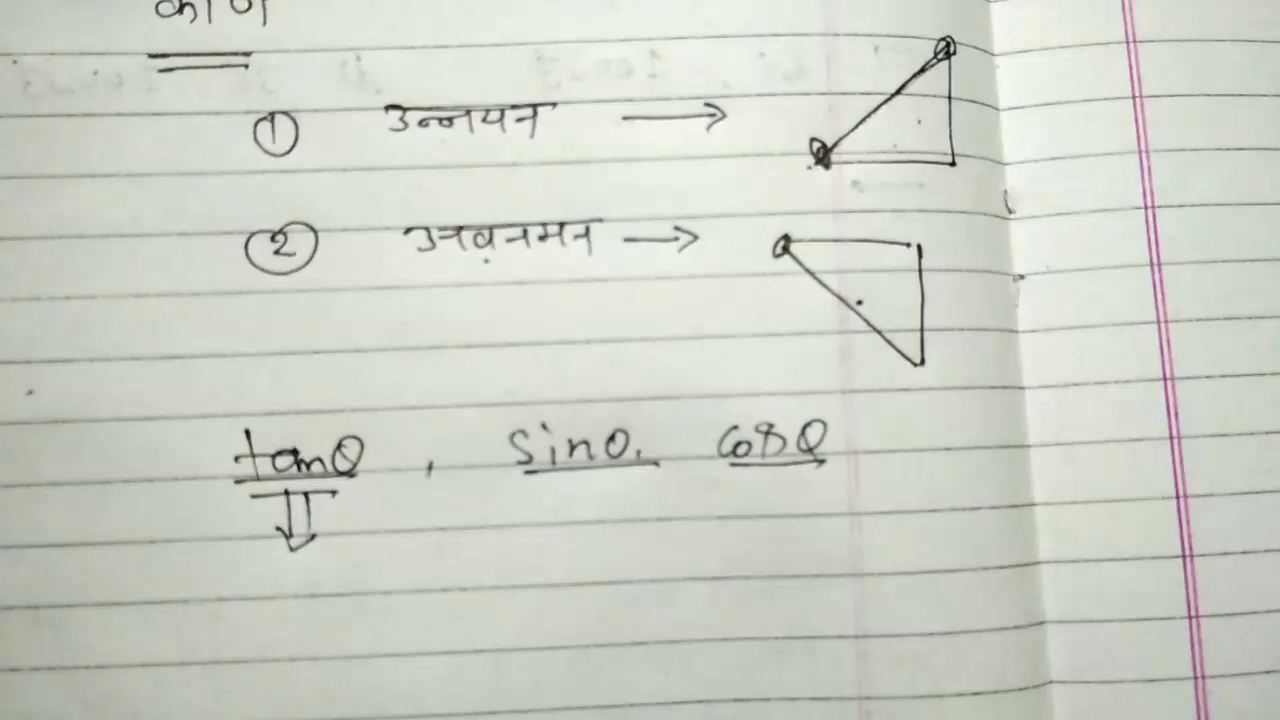 कोण
① उन्नयन →
② अवनमन →
tanθ , sinθ, cosθ